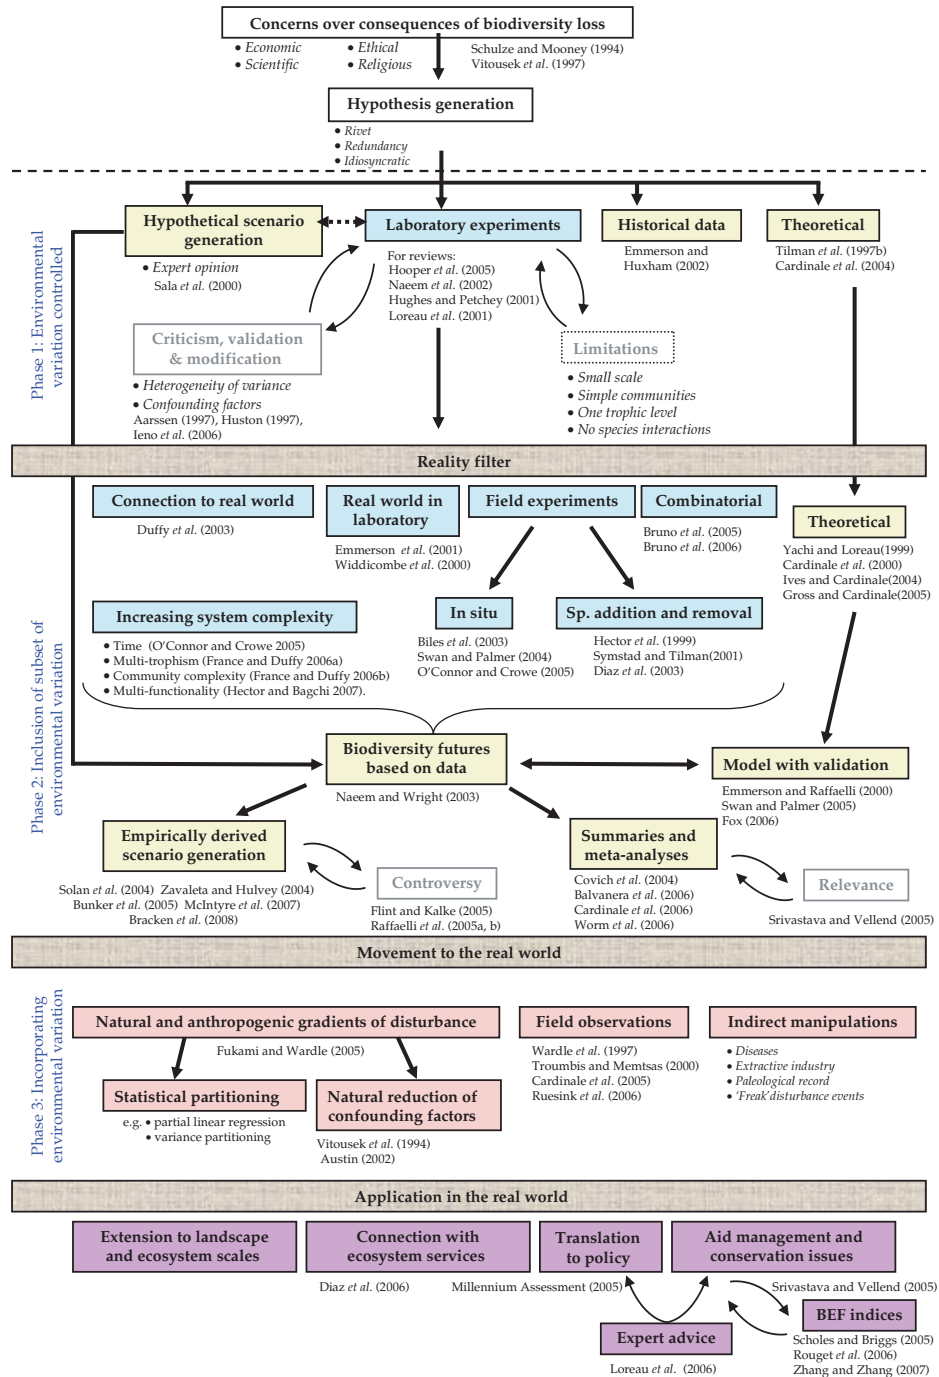 Concerns over consequences of biodiversity loss
• Economic
• Scientific
• Ethical
• Religious
Schulze and Mooney (1994)
Vitousek et al. (1997)
Hypothesis generation
• Rivet
• Redundancy
• Idiosyncratic
Phase 1: Environmental
variation controlled
Hypothetical scenario
generation
• Expert opinion
Sala et al. (2000)
Laboratory experiments
For reviews:
Hooper et al. (2005)
Naeem et al. (2002)
Hughes and Petchey (2001)
Loreau et al. (2001)
Historical data
Emmerson and
Huxham (2002)
Theoretical
Tilman et al. (1997b)
Cardinale et al. (2004)
Criticism, validation
& modification
• Heterogeneity of variance
• Confounding factors
Aarssen (1997), Huston (1997),
Ieno et al. (2006)
Limitations
• Small scale
• Simple communities
• One trophic level
• No species interactions
Reality filter
Phase 2: Inclusion of subset of
environmental variation
Connection to real world
Duffy et al. (2003)
Real world in
laboratory
Emmerson et al. (2001)
Widdicombe et al. (2000)
Field experiments
Combinatorial
Bruno et al. (2005)
Bruno et al. (2006)
Theoretical
Yachi and Loreau(1999)
Cardinale et al. (2000)
Ives and Cardinale(2004)
Gross and Cardinale(2005)
Increasing system complexity
• Time (O'Connor and Crowe 2005)
• Multi-trophism (France and Duffy 2006a)
• Community complexity (France and Duffy 2006b)
• Multi-functionality (Hector and Bagchi 2007).
In situ
Biles et al. (2003)
Swan and Palmer (2004)
O'Connor and Crowe (2005)
Sp. addition and removal
Hector et al. (1999)
Symstad and Tilman(2001)
Diaz et al. (2003)
Biodiversity futures
based on data
Naeem and Wright (2003)
Model with validation
Emmerson and Raffaelli (2000)
Swan and Palmer (2005)
Fox (2006)
Empirically derived
scenario generation
Solan et al. (2004) Zavaleta and Hulvey (2004)
Bunker et al. (2005) McIntyre et al. (2007)
Bracken et al. (2008)
Controversy
Flint and Kalke (2005)
Raffaelli et al. (2005a, b)
Summaries and
meta-analyses
Covich et al. (2004)
Balvanera et al. (2006)
Cardinale et al. (2006)
Worm et al. (2006)
Relevance
Srivastava and Vellend (2005)
Movement to the real world
Phase 3: Incorporating
environmental variation
Natural and anthropogenic gradients of disturbance
Fukami and Wardle (2005)
Statistical partitioning
e.g. • partial linear regression
• variance partitioning
Natural reduction of
confounding factors
Vitousek et al. (1994)
Austin (2002)
Field observations
Wardle et al. (1997)
Troumbis and Memtsas (2000)
Cardinale et al. (2005)
Ruesink et al. (2006)
Indirect manipulations
• Diseases
• Extractive industry
• Paleological record
• 'Freak'disturbance events
Application in the real world
Extension to landscape
and ecosystem scales
Connection with
ecosystem services
Diaz et al. (2006)
Translation
to policy
Millennium Assessment (2005)
Aid management and
conservation issues
Srivastava and Vellend (2005)
Expert advice
Loreau et al. (2006)
BEF indices
Scholes and Briggs (2005)
Rouget et al. (2006)
Zhang and Zhang (2007)